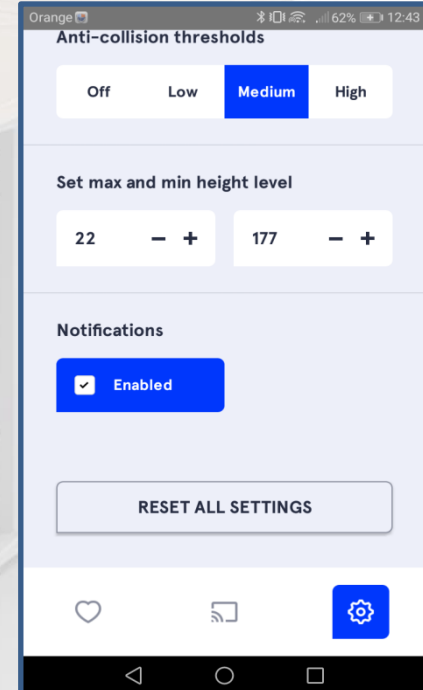 Orange 62% 12:43
Anti-collision thresholds
Off Low Medium High
Set max and min height level
22 − + 177 − +
Notifications
Enabled
RESET ALL SETTINGS